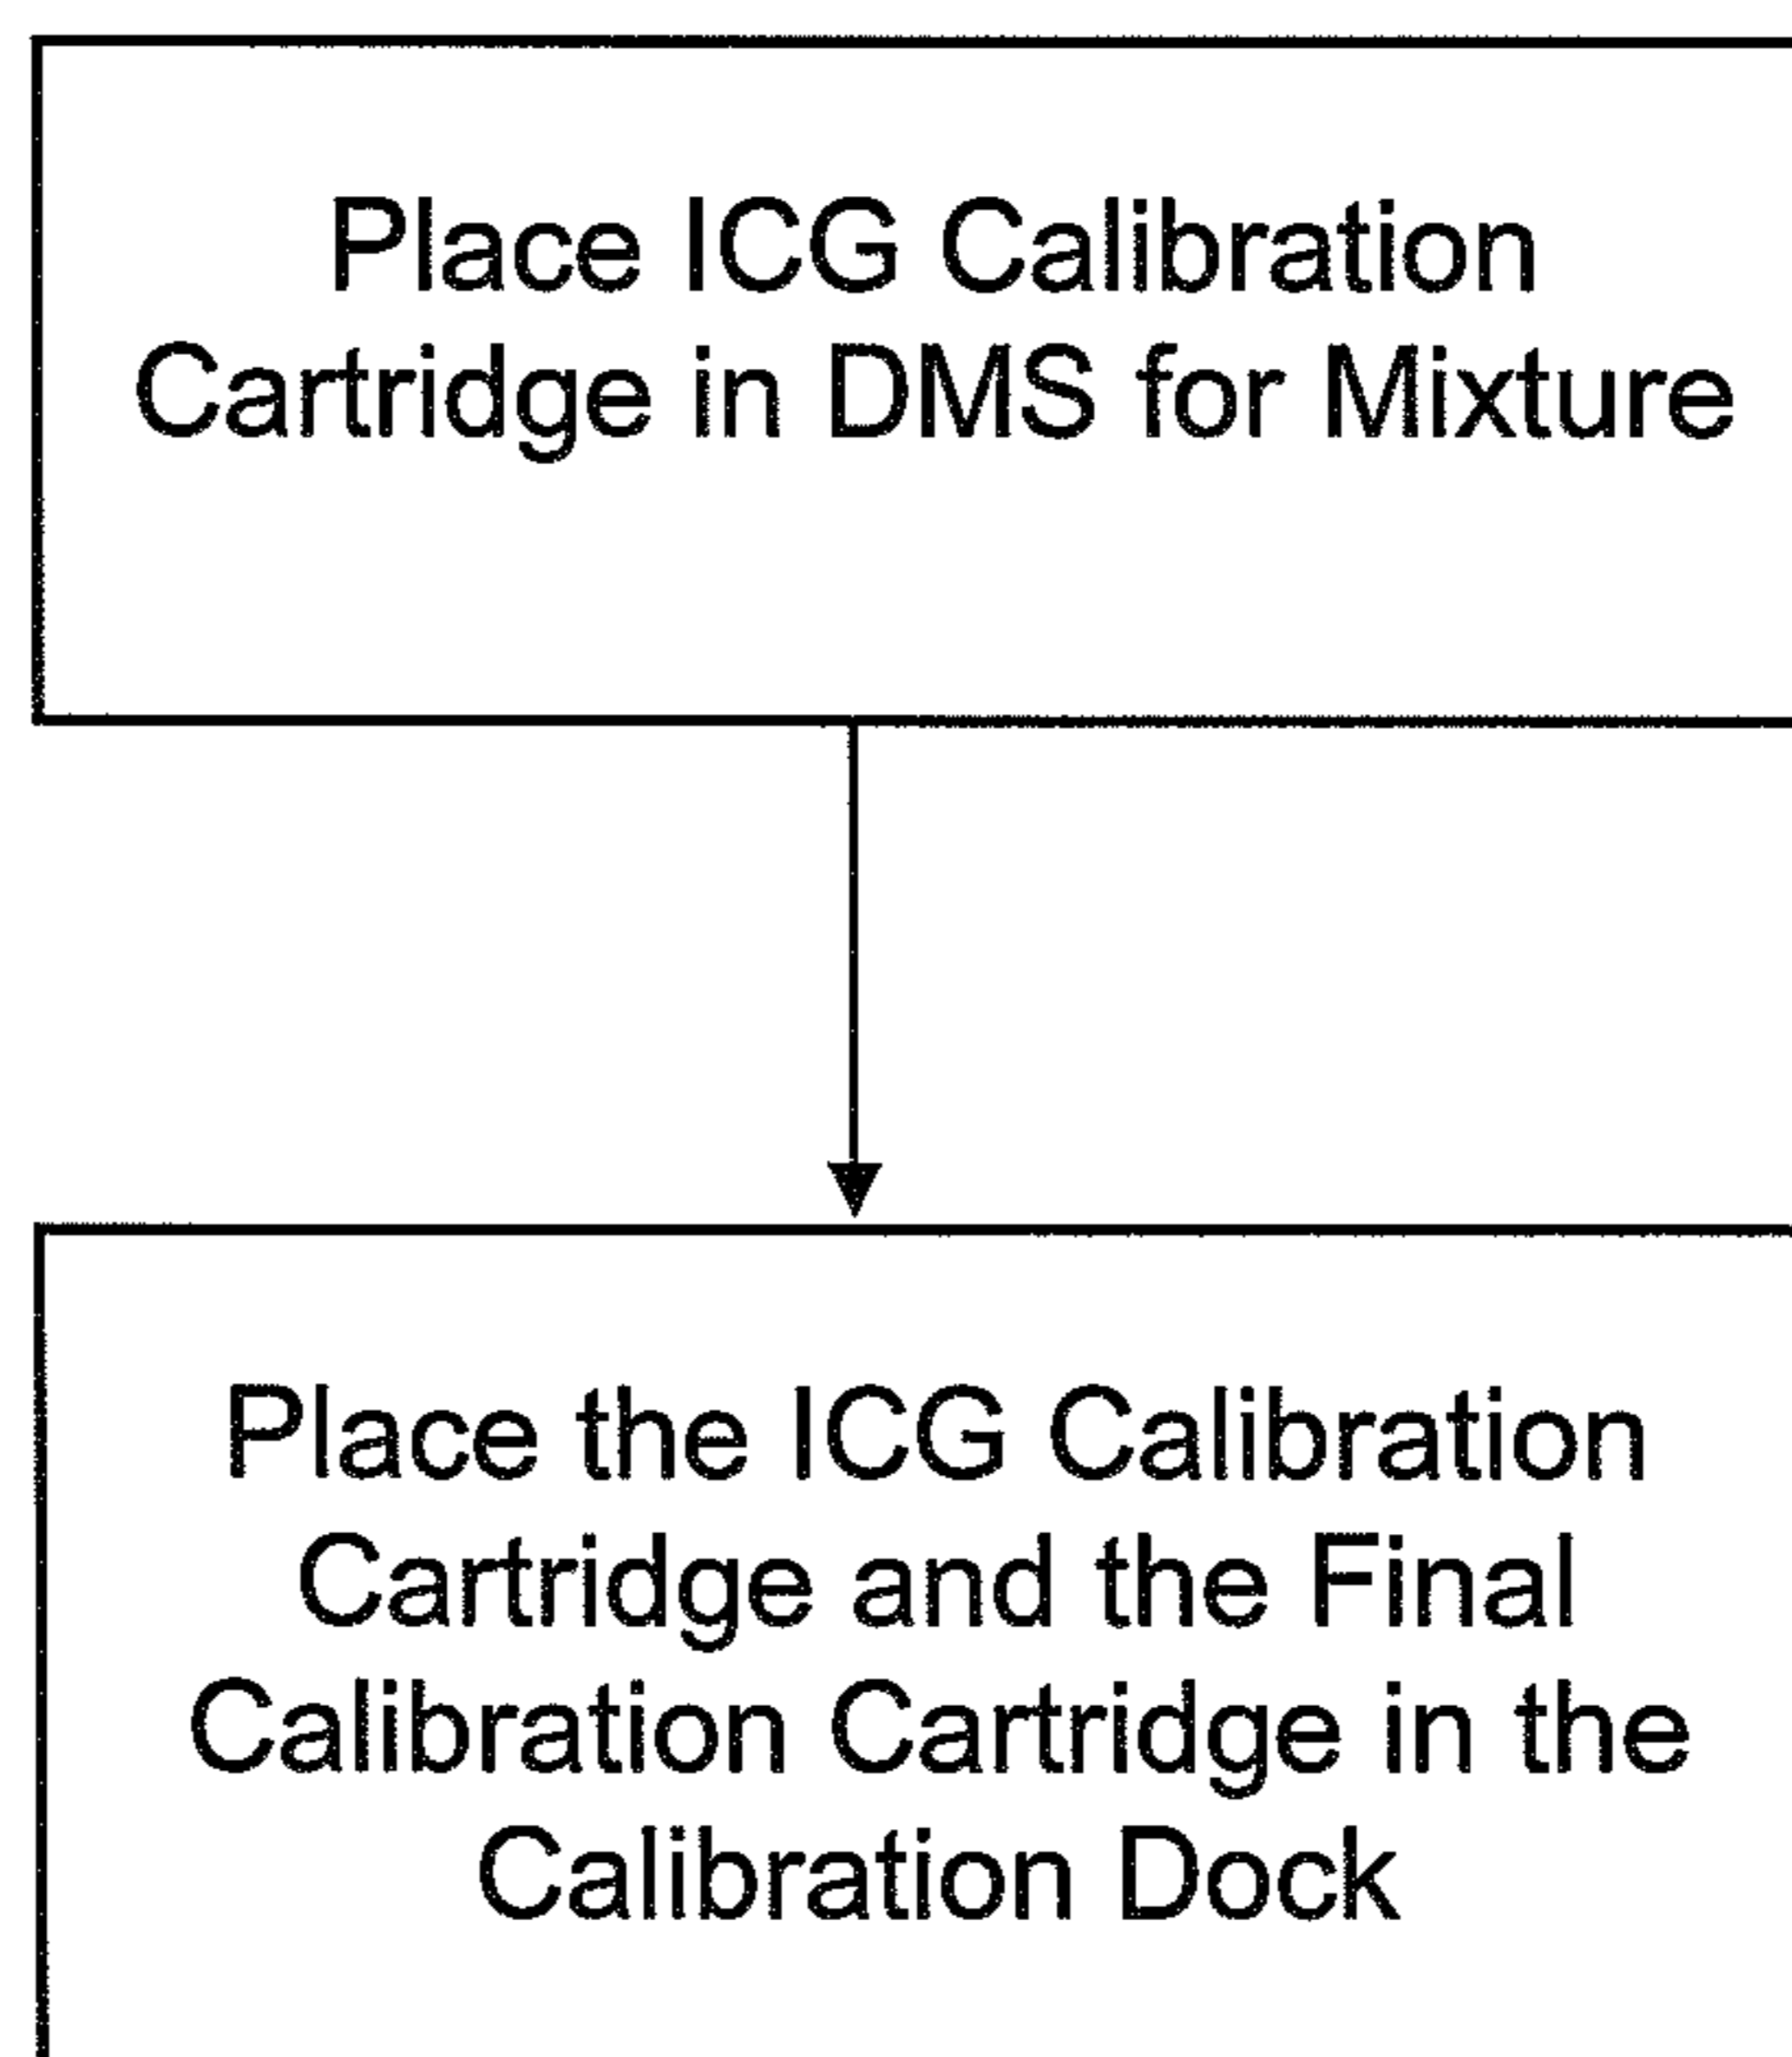 Place ICG Calibration
Cartridge in DMS for Mixture
Place the ICG Calibration
Cartridge and the Final
Calibration Cartridge in the
Calibration Dock